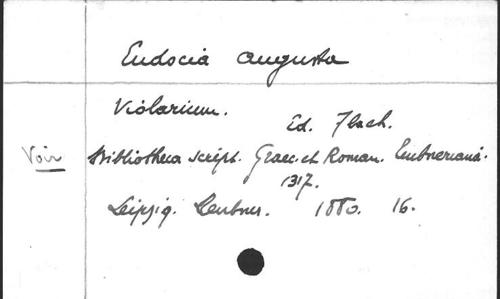 Eudocia Augusta
Violarium. Ed. Flach.
Voir Bibliotheca script. Graec. et Roman. Teubneriana.
1317.
Leipzig. Teubner. 1880. 16.